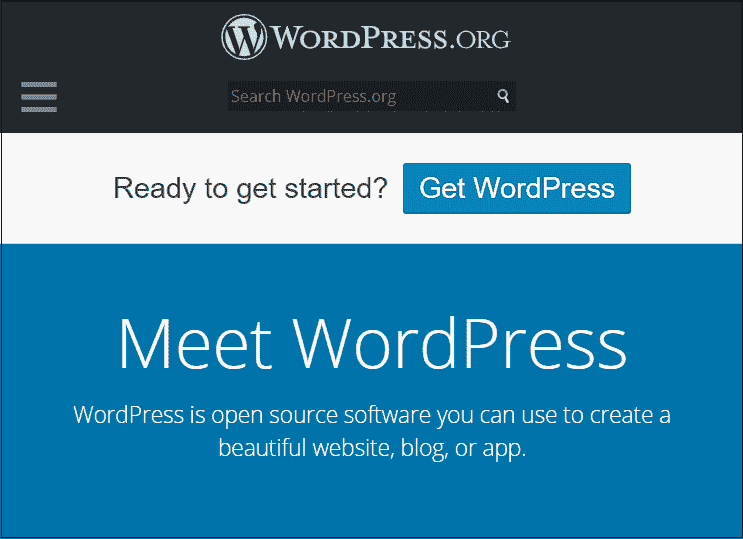 WORDPRESS.ORG
Search WordPress.org
Ready to get started? Get WordPress
Meet WordPress
WordPress is open source software you can use to create a
beautiful website, blog, or app.